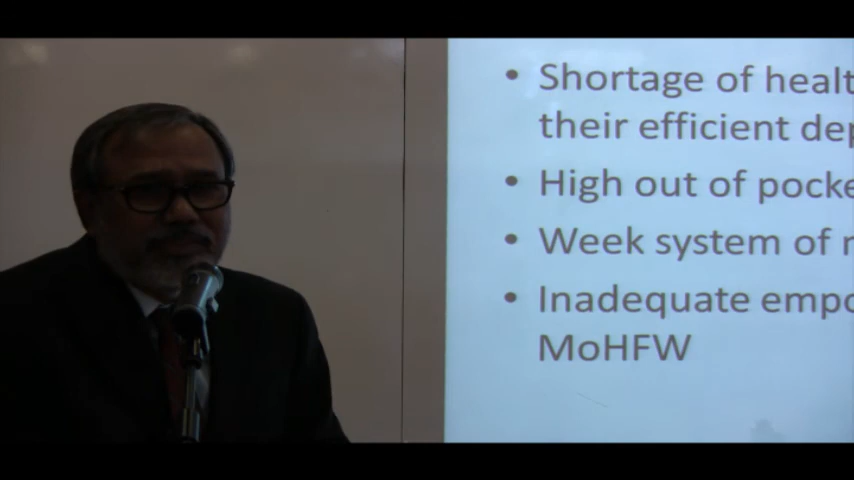 • Shortage of healt
their efficient dep
• High out of pocke
• Week system of
• Inadequate empo
MoHFW